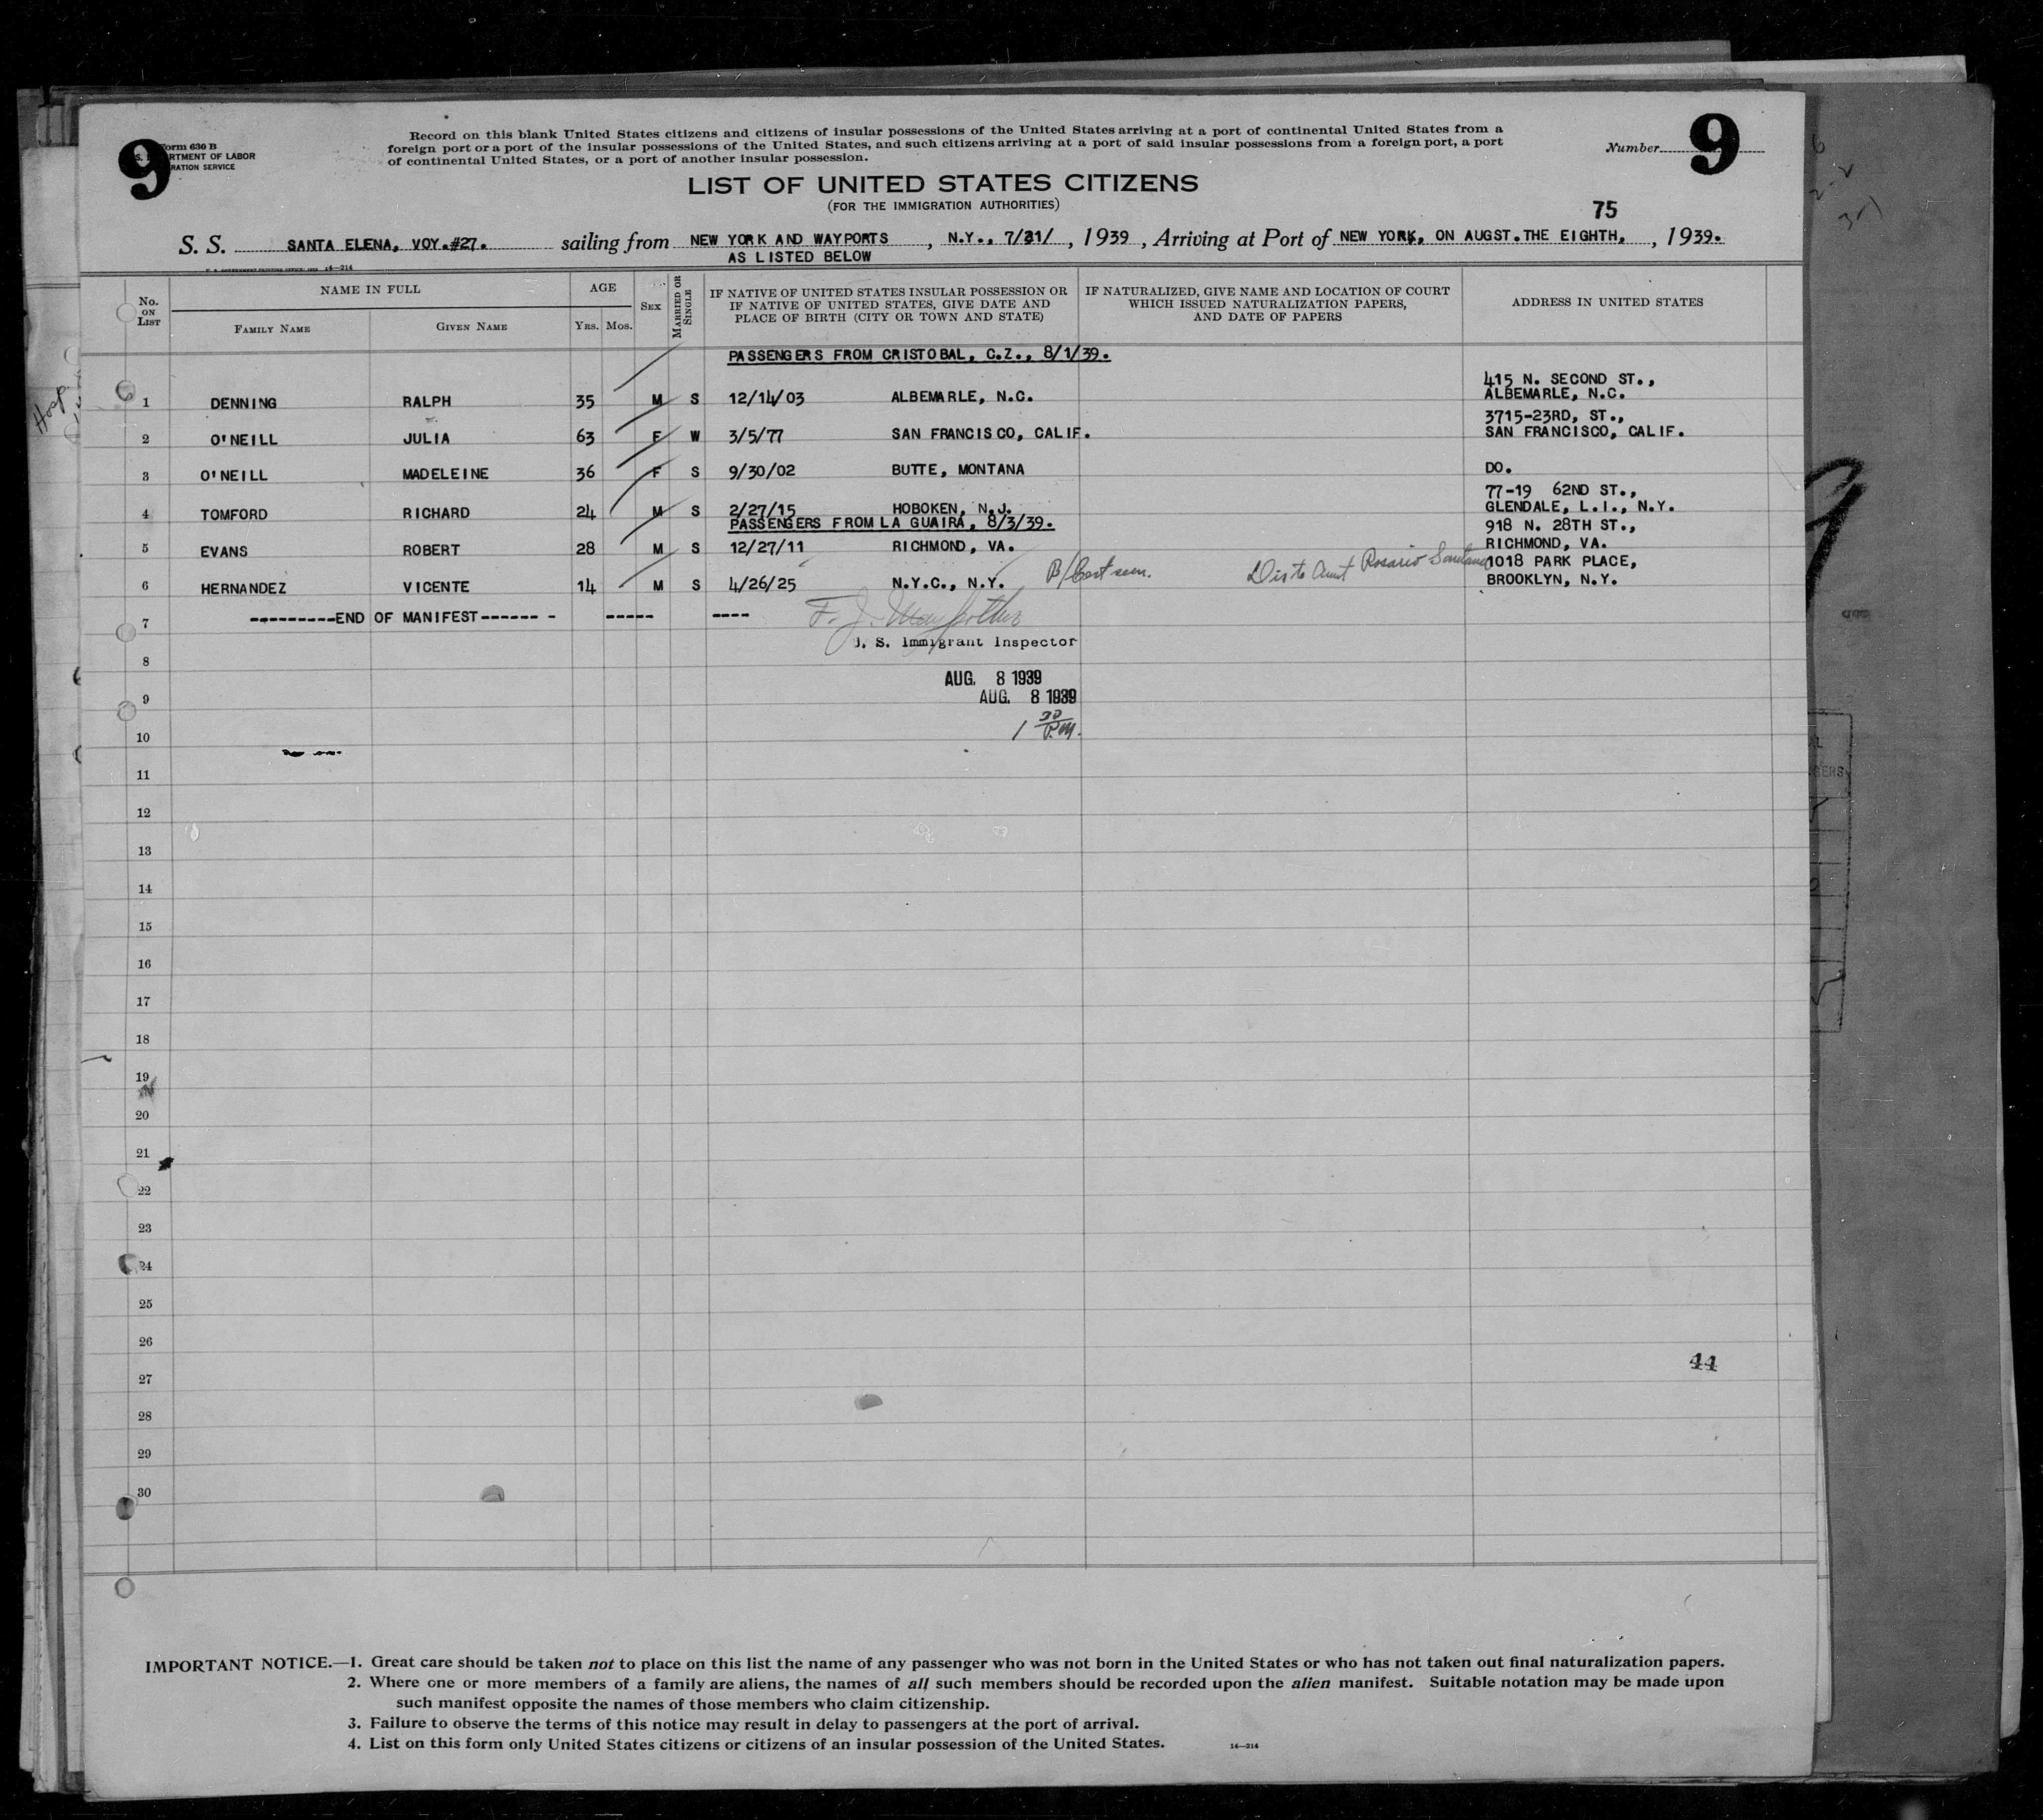 9
Form 630 B
RTMENT OF LABOR
RATION SERVICE
Record on this blank United States citizens and citizens of insular possessions of the United States arriving at a port of continental United States from a
foreign port or a port of the insular possessions of the United States, and such citizens arriving at a port of said insular possessions from a foreign port, a port
of continental United States, or a port of another insular possession.
Number 9
LIST OF UNITED STATES CITIZENS
(FOR THE IMMIGRATION AUTHORITIES)
75
S. S. SANTA ELENA, VOY.#27. sailing from NEW YORK AND WAYPORTS, N.Y., 7/21/, 1939, Arriving at Port of NEW YORK, ON AUGST.THE EIGHTH, , 1939.
AS LISTED BELOW
No. ON LIST
NAME IN FULL
FAMILY NAME
GIVEN NAME
AGE
YRS. MOS.
SEX
MARRIED OR SINGLE
IF NATIVE OF UNITED STATES INSULAR POSSESSION OR
IF NATIVE OF UNITED STATES, GIVE DATE AND
PLACE OF BIRTH (CITY OR TOWN AND STATE)
IF NATURALIZED, GIVE NAME AND LOCATION OF COURT
WHICH ISSUED NATURALIZATION PAPERS,
AND DATE OF PAPERS
ADDRESS IN UNITED STATES
PASSENGERS FROM CRISTOBAL, C.Z., 8/1/39.
1 DENNING RALPH 35 M S 12/14/03 ALBEMARLE, N.C. 415 N. SECOND ST.,
ALBEMARLE, N.C.
2 O'NEILL JULIA 63 F W 3/5/77 SAN FRANCISCO, CALIF. 3715-23RD, ST.,
SAN FRANCISCO, CALIF.
3 O'NEILL MADELEINE 36 F S 9/30/02 BUTTE, MONTANA DO.
4 TOMFORD RICHARD 24 M S 2/27/15 HOBOKEN, N.J. 77-19 62ND ST.,
GLENDALE, L.I., N.Y.
PASSENGERS FROM LA GUAIRA, 8/3/39.
5 EVANS ROBERT 28 M S 12/27/11 RICHMOND, VA. 918 N. 28TH ST.,
RICHMOND, VA.
6 HERNANDEZ VICENTE 14 M S 4/26/25 N.Y.C., N.Y. B/Cert seen. Dis to Aunt Rosario 1018 PARK PLACE,
BROOKLYN, N.Y.
7 ---------END OF MANIFEST------ - ----- ----
F. J.
U. S. Immigrant Inspector
8
AUG. 8 1939
9
AUG. 8 1939
1 30 P.M.
10
11
12
13
14
15
16
17
18
19
20
21
22
23
24
25
26
44
27
28
29
30
IMPORTANT NOTICE.—1. Great care should be taken not to place on this list the name of any passenger who was not born in the United States or who has not taken out final naturalization papers.
2. Where one or more members of a family are aliens, the names of all such members should be recorded upon the alien manifest. Suitable notation may be made upon
such manifest opposite the names of those members who claim citizenship.
3. Failure to observe the terms of this notice may result in delay to passengers at the port of arrival.
4. List on this form only United States citizens or citizens of an insular possession of the United States.
14—214